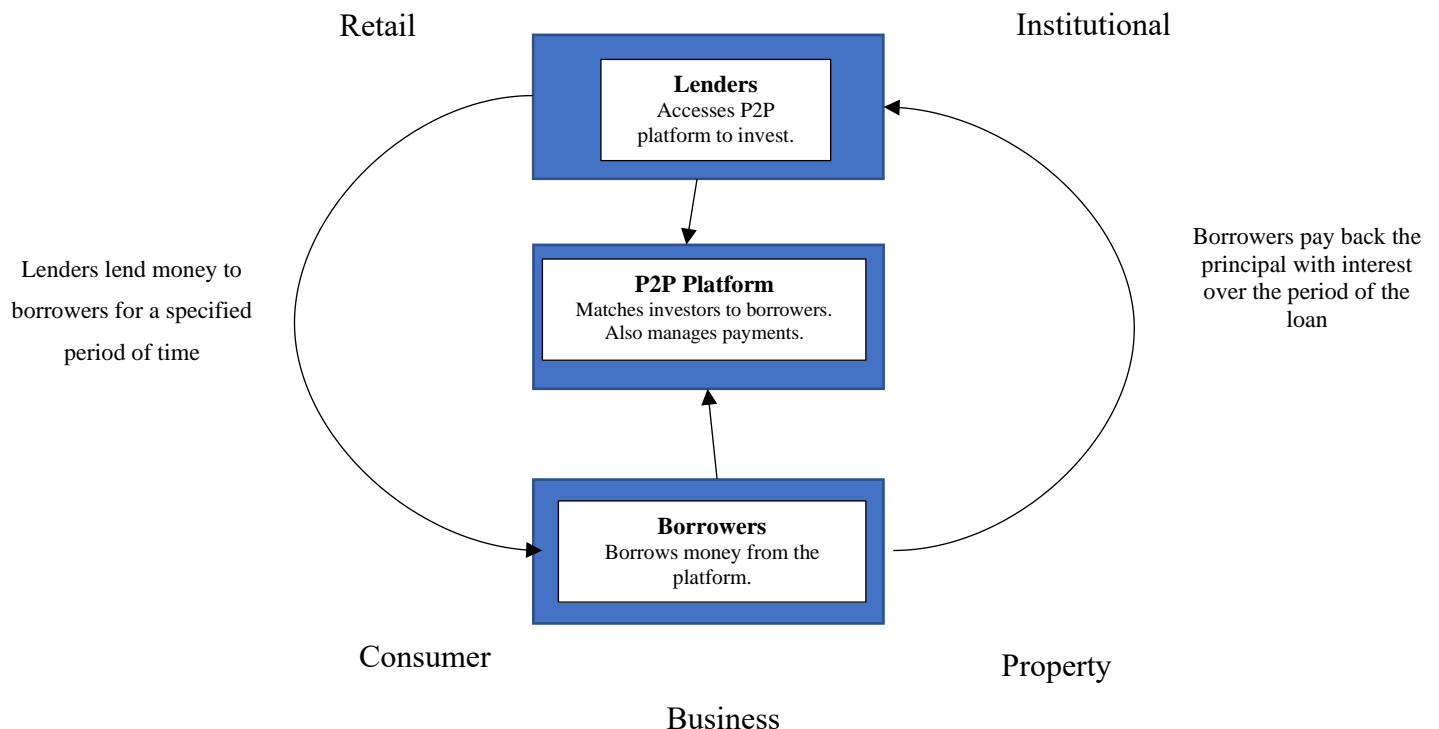 Retail
Institutional
Lenders
Accesses P2P
platform to invest.
Lenders lend money to
borrowers for a specified
period of time
P2P Platform
Matches investors to borrowers.
Also manages payments.
Borrowers pay back the
principal with interest
over the period of the
loan
Borrowers
Borrows money from the
platform.
Consumer
Property
Business